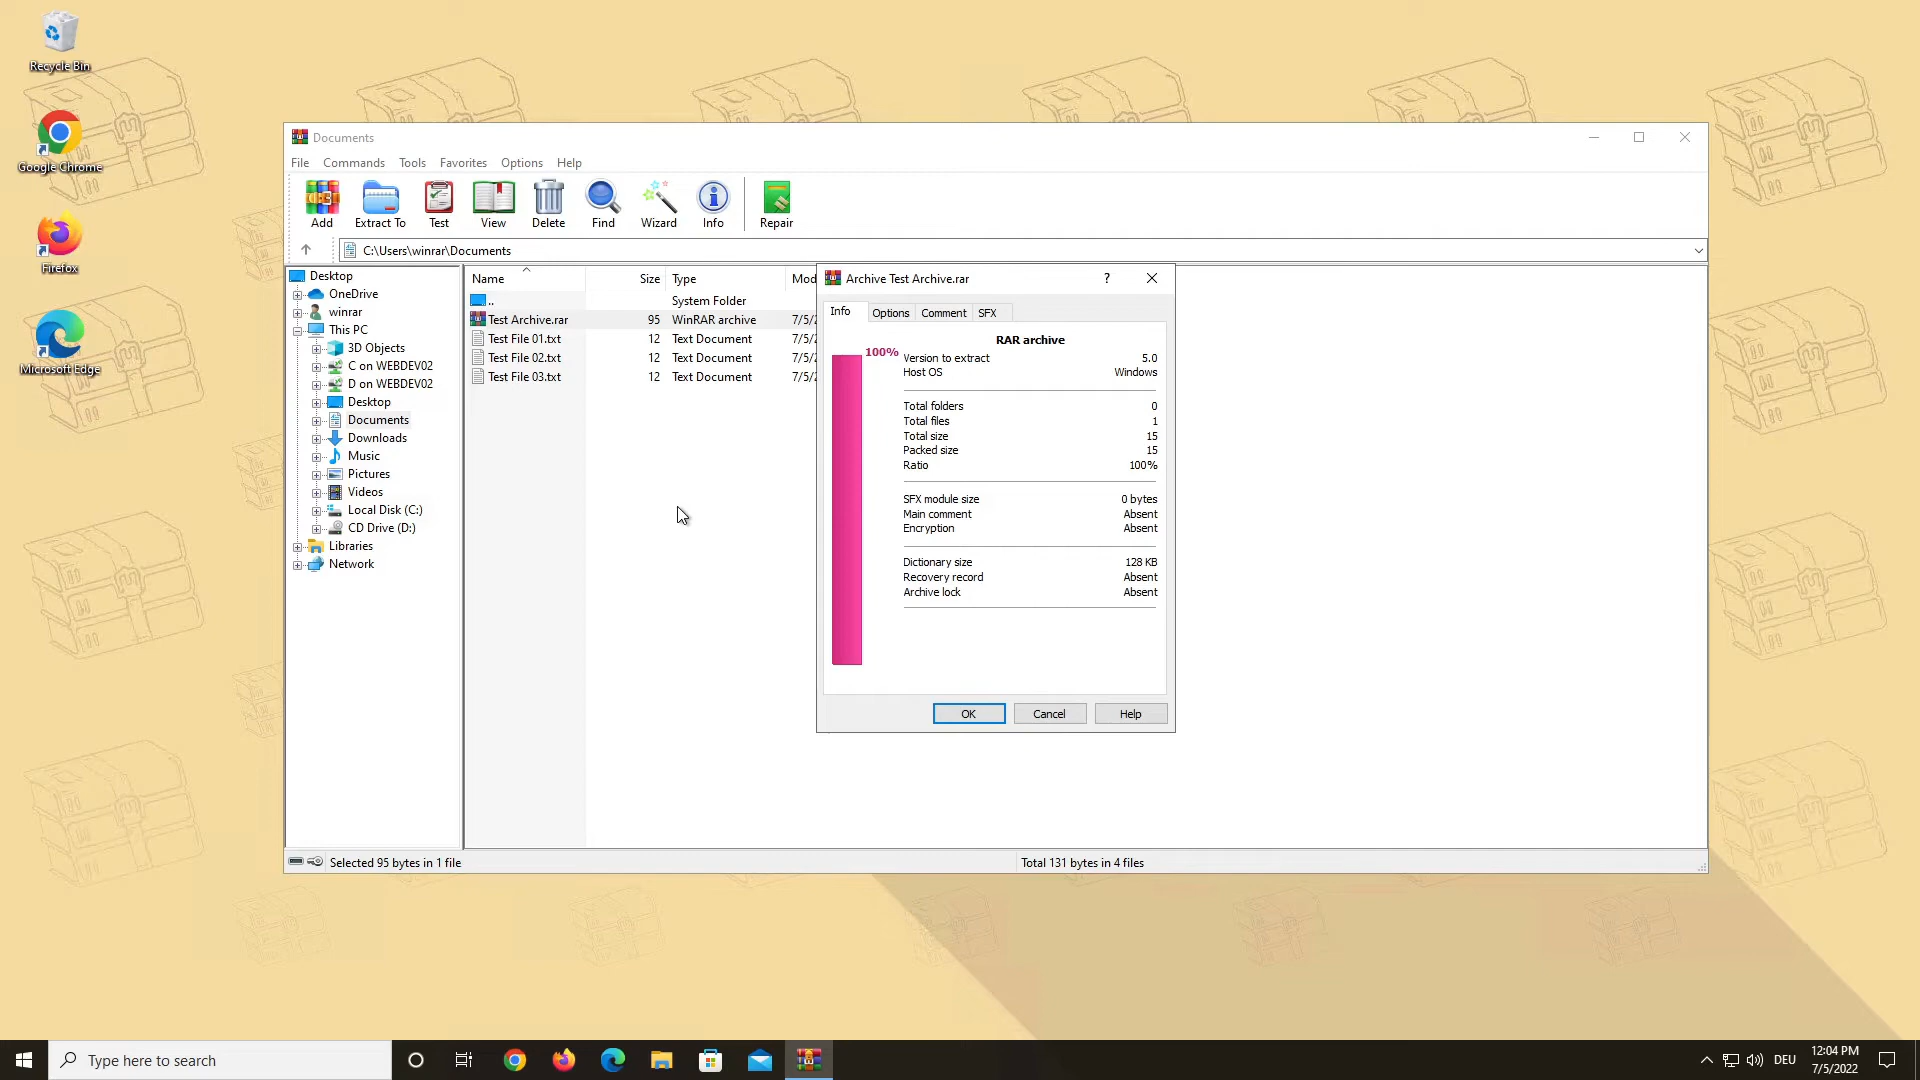 Recycle Bin
Google Chrome
Firefox
Microsoft Edge
Documents
File Commands Tools Favorites Options Help
Add Extract To Test View Delete Find Wizard Info Repair
C:\Users\winrar\Documents
Desktop
OneDrive
winrar
This PC
3D Objects
C on WEBDEV02
D on WEBDEV02
Desktop
Documents
Downloads
Music
Pictures
Videos
Local Disk (C:)
CD Drive (D:)
Libraries
Network
Name Size Type Mod
.. System Folder
Test Archive.rar 95 WinRAR archive 7/5/2
Test File 01.txt 12 Text Document 7/5/2
Test File 02.txt 12 Text Document 7/5/2
Test File 03.txt 12 Text Document 7/5/2
Archive Test Archive.rar ?
Info Options Comment SFX
RAR archive
100%
Version to extract 5.0
Host OS Windows
Total folders 0
Total files 1
Total size 15
Packed size 15
Ratio 100%
SFX module size 0 bytes
Main comment Absent
Encryption Absent
Dictionary size 128 KB
Recovery record Absent
Archive lock Absent
OK Cancel Help
Selected 95 bytes in 1 file
Total 131 bytes in 4 files
Type here to search
DEU
12:04 PM
7/5/2022